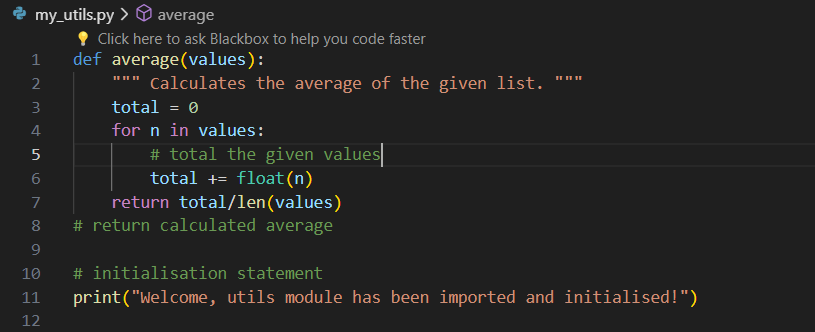 my_utils.py > average
Click here to ask Blackbox to help you code faster
1 def average(values):
2     """ Calculates the average of the given list. """
3     total = 0
4     for n in values:
5         # total the given values
6         total += float(n)
7     return total/len(values)
8 # return calculated average
9
10 # initialisation statement
11 print("Welcome, utils module has been imported and initialised!")
12